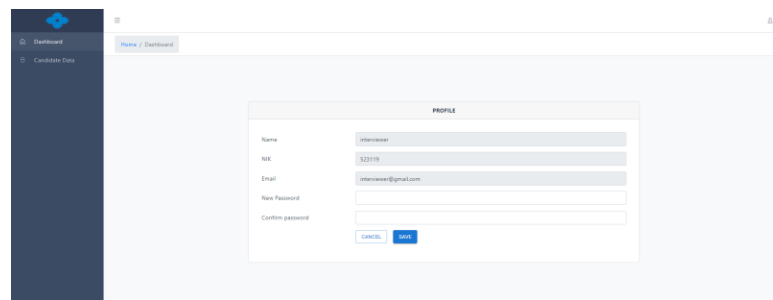 Dashboard
Candidate Data
Home / Dashboard
PROFILE
Name
interviewer
NIK
523119
Email
interviewer@gmail.com
New Password
Confirm password
CANCEL
SAVE